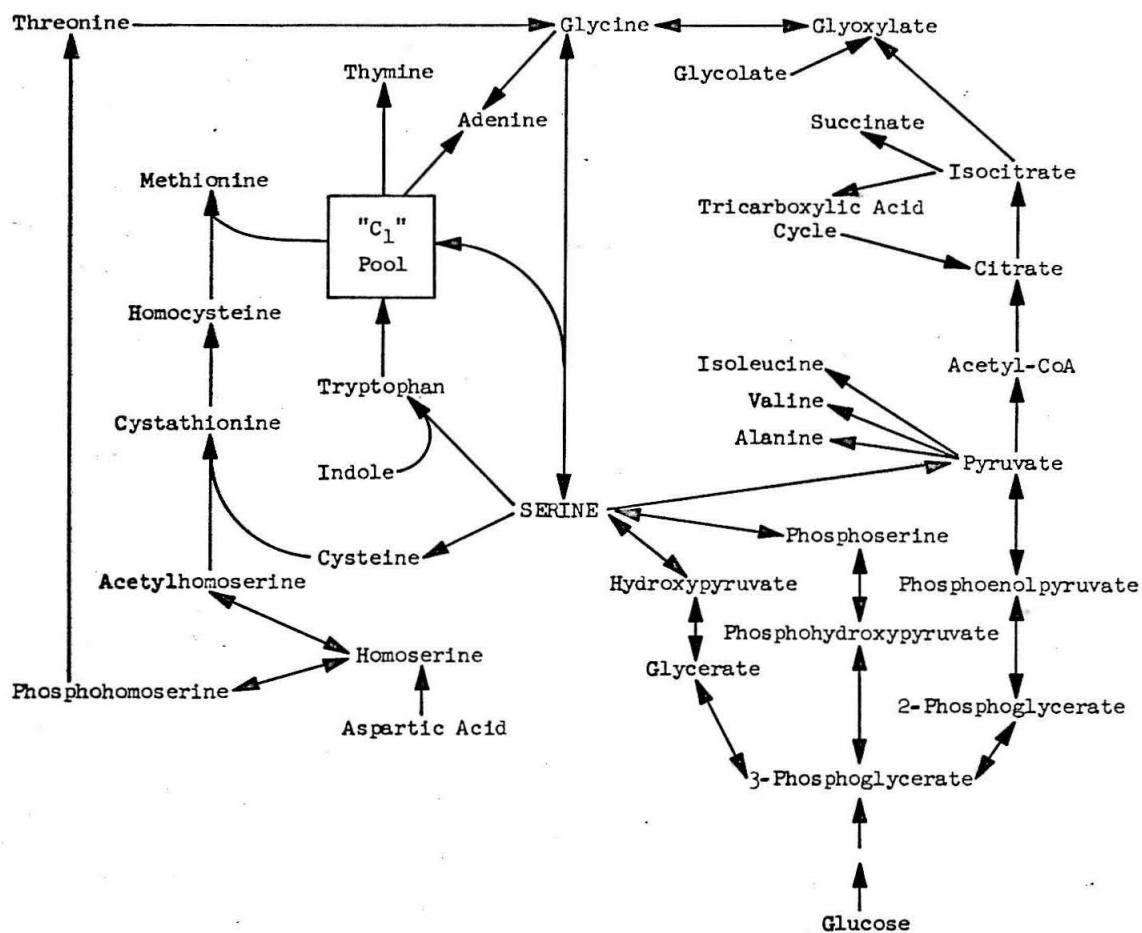 Threonine
Glycine
Glyoxylate
Glycolate
Thymine
Adenine
Succinate
Methionine
Isocitrate
"C1"
Pool
Tricarboxylic Acid
Cycle
Citrate
Homocysteine
Isoleucine
Acetyl-CoA
Tryptophan
Valine
Cystathionine
Alanine
Pyruvate
Indole
SERINE
Phosphoserine
Cysteine
Acetylhomoserine
Hydroxypyruvate
Phosphoenolpyruvate
Phosphohydroxypyruvate
Homoserine
Glycerate
Phosphohomoserine
2-Phosphoglycerate
Aspartic Acid
3-Phosphoglycerate
Glucose